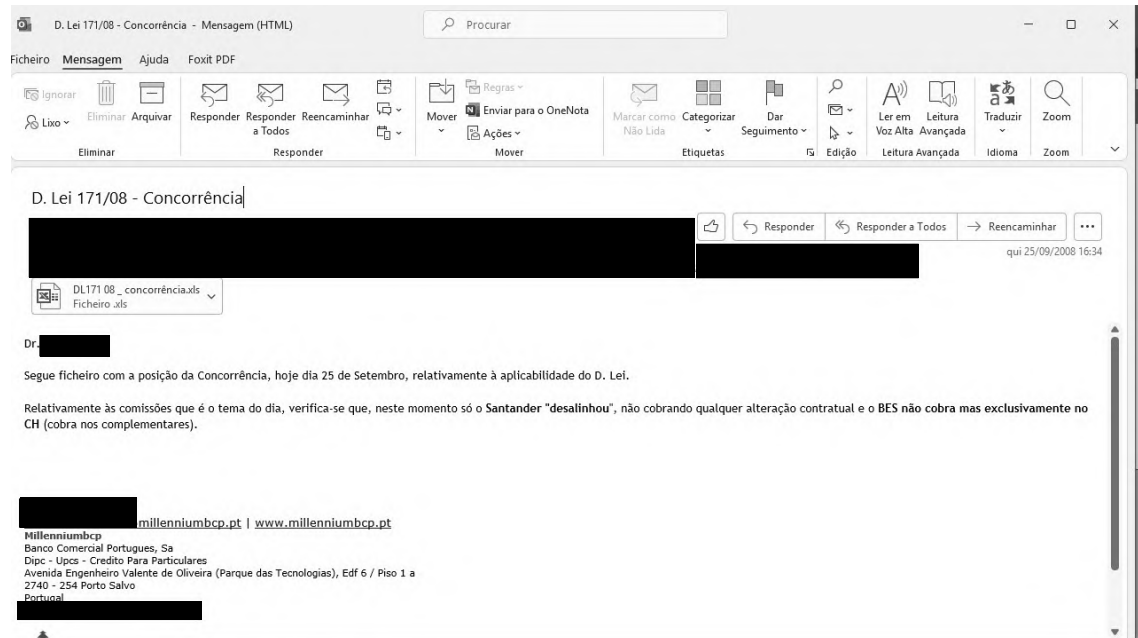 D. Lei 171/08 - Concorrência - Mensagem (HTML)
Procurar
Ficheiro Mensagem Ajuda Foxit PDF
Ignorar
Lixo
Eliminar
Arquivar
Responder
Responder a Todos
Reencaminhar
Mover
Regras
Enviar para o OneNota
Ações
Marcar como Não Lida
Categorizar
Dar Seguimento
Ler em Voz Alta
Leitura Avançada
Traduzir
Zoom
Eliminar
Responder
Mover
Etiquetas
Edição
Leitura Avançada
Idioma
Zoom
D. Lei 171/08 - Concorrência
Responder
Responder a Todos
Reencaminhar
qui 25/09/2008 16:34
DL171 08 _ concorrência.xls
Ficheiro .xls
Dr.
Segue ficheiro com a posição da Concorrência, hoje dia 25 de Setembro, relativamente à aplicabilidade do D. Lei.
Relativamente às comissões que é o tema do dia, verifica-se que, neste momento só o Santander "desalinhou", não cobrando qualquer alteração contratual e o BES não cobra mas exclusivamente no
CH (cobra nos complementares).
.millenniumbcp.pt | www.millenniumbcp.pt
Millenniumbcp
Banco Comercial Portugues, Sa
Dipc - Upcs - Credito Para Particulares
Avenida Engenheiro Valente de Oliveira (Parque das Tecnologias), Edf 6 / Piso 1 a
2740 - 254 Porto Salvo
Portugal